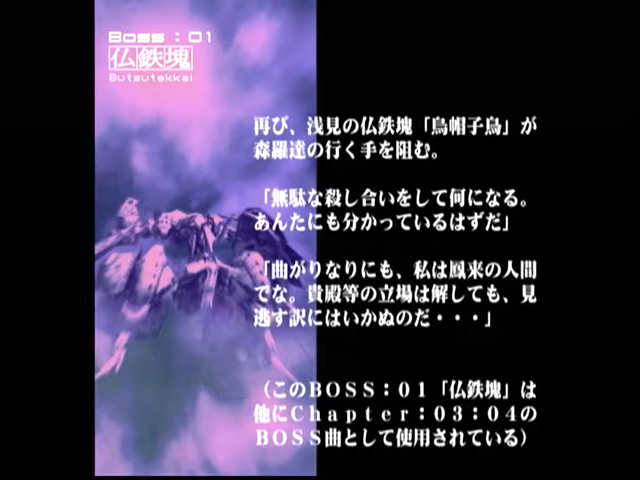 Boss：01
仏鉄塊
Butsutekkai
再び、浅見の仏鉄塊「烏帽子鳥」が
森羅達の行く手を阻む。
「無駄な殺し合いをして何になる。
あんたにも分かっているはずだ」
「曲がりなりにも、私は鳳来の人間
でな。貴殿等の立場は解しても、見
逃す訳にはいかぬのだ・・・」
（このＢＯＳＳ：０１「仏鉄塊」は
他にＣｈａｐｔｅｒ：０３：０４の
ＢＯＳＳ曲として使用されている）